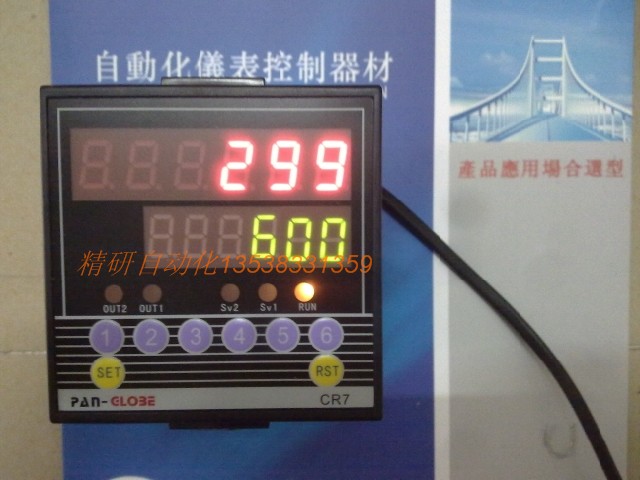 自動化儀表控制器材
產品應用場合選型
299
600
精研自动化13538331359
OUT2 OUT1 Sv2 Sv1 RUN
1 2 3 4 5 6
SET RST
PAN-GLOBE CR7